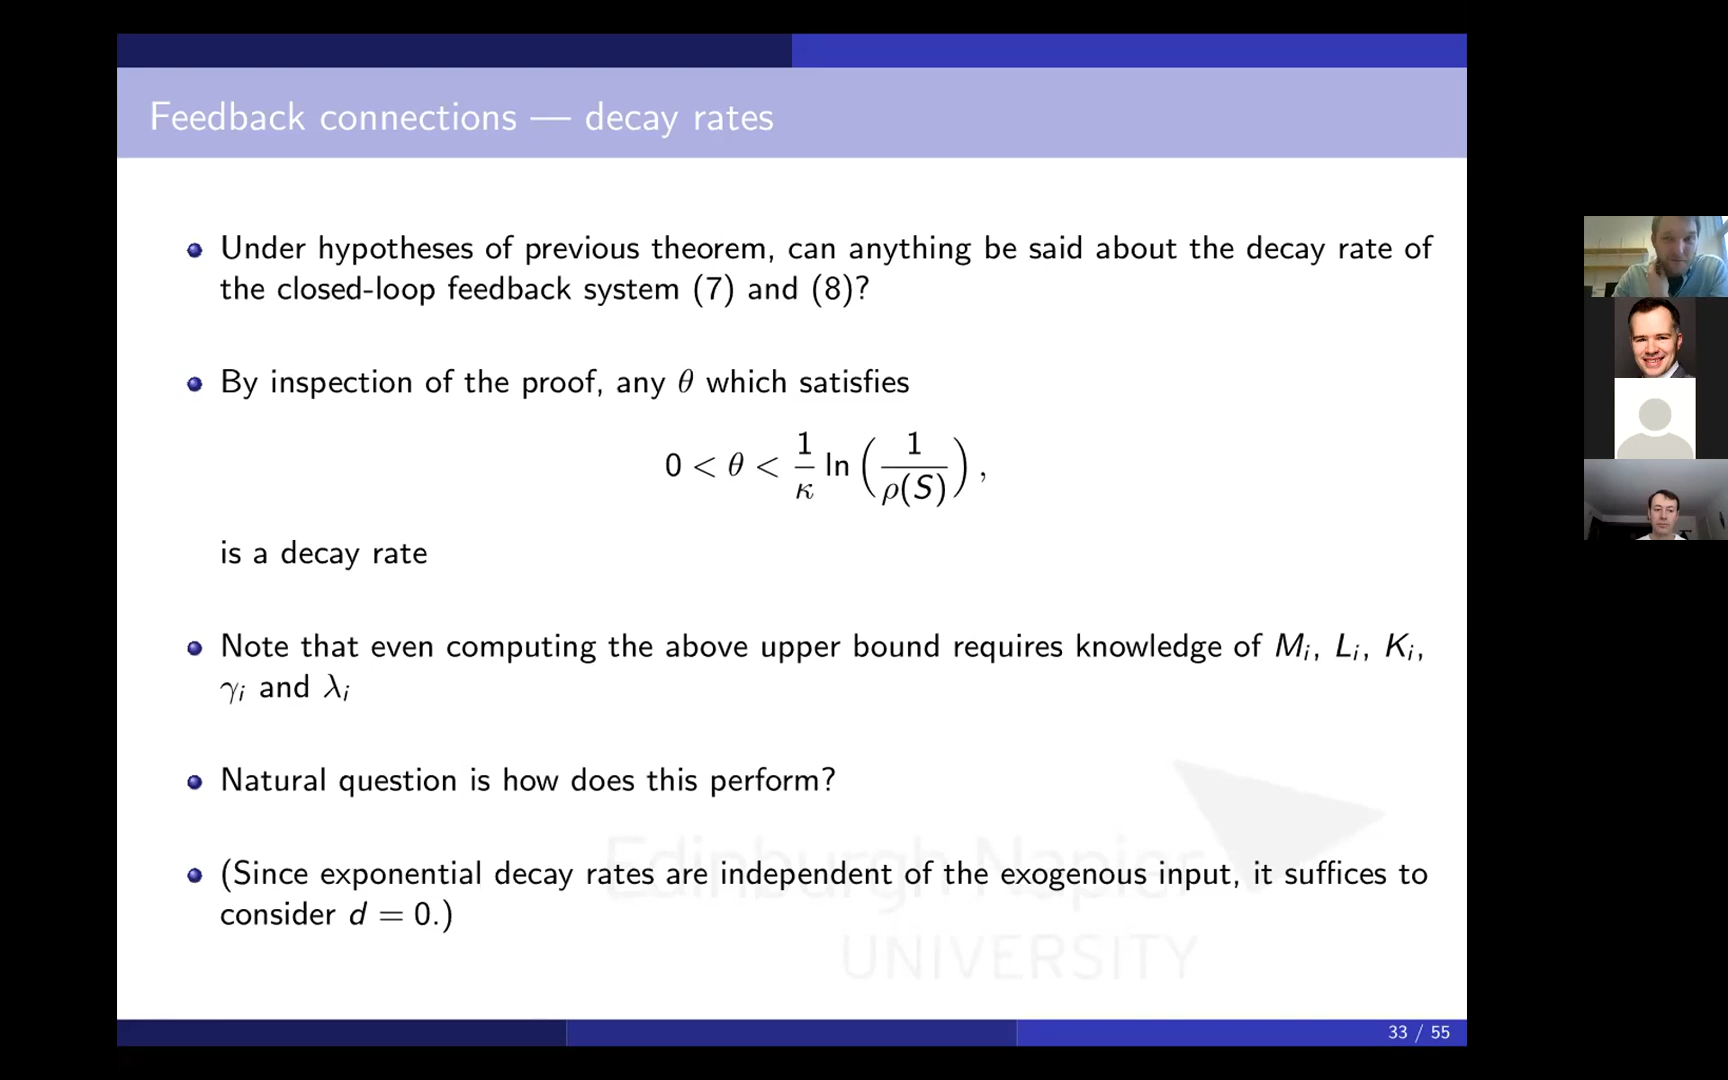 Feedback connections — decay rates
Under hypotheses of previous theorem, can anything be said about the decay rate of
the closed-loop feedback system (7) and (8)?
By inspection of the proof, any θ which satisfies
0 < θ < 1/κ ln (1/ρ(S)),
is a decay rate
Note that even computing the above upper bound requires knowledge of Mᵢ, Lᵢ, Kᵢ,
γᵢ and λᵢ
Natural question is how does this perform?
(Since exponential decay rates are independent of the exogenous input, it suffices to
consider d = 0.)
Edinburgh Napier
UNIVERSITY
33 / 55